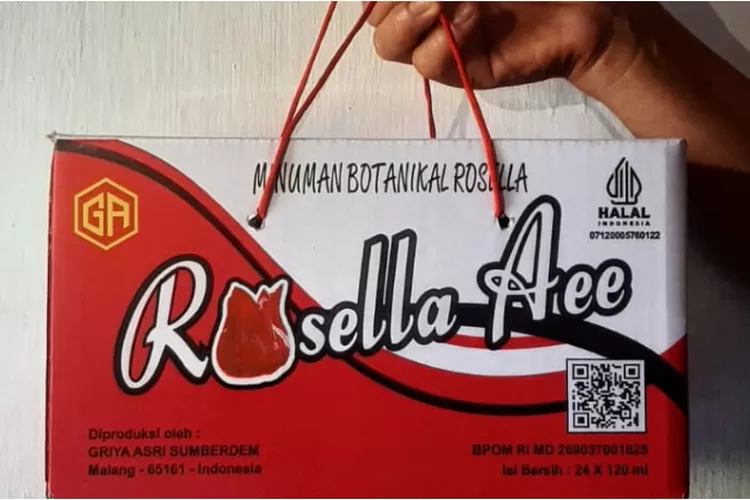 MINUMAN BOTANIKAL ROSELLA
GA
HALAL
INDONESIA
07120005760122
Rosella Aee
Diproduksi oleh :
GRIYA ASRI SUMBERDEM
Malang - 65161 - Indonesia
BPOM RI MD 269037001625
Isi Bersih : 24 X 120 ml